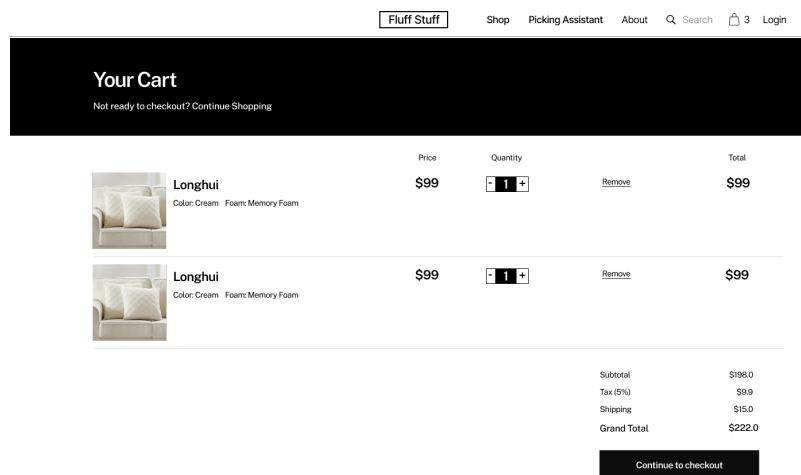 Fluff Stuff Shop Picking Assistant About Search 3 Login
Your Cart
Not ready to checkout? Continue Shopping
Price Quantity Total
Longhui $99 - 1 + Remove $99
Color: Cream Foam: Memory Foam
Longhui $99 - 1 + Remove $99
Color: Cream Foam: Memory Foam
Subtotal $198.0
Tax (5%) $9.9
Shipping $15.0
Grand Total $222.0
Continue to checkout